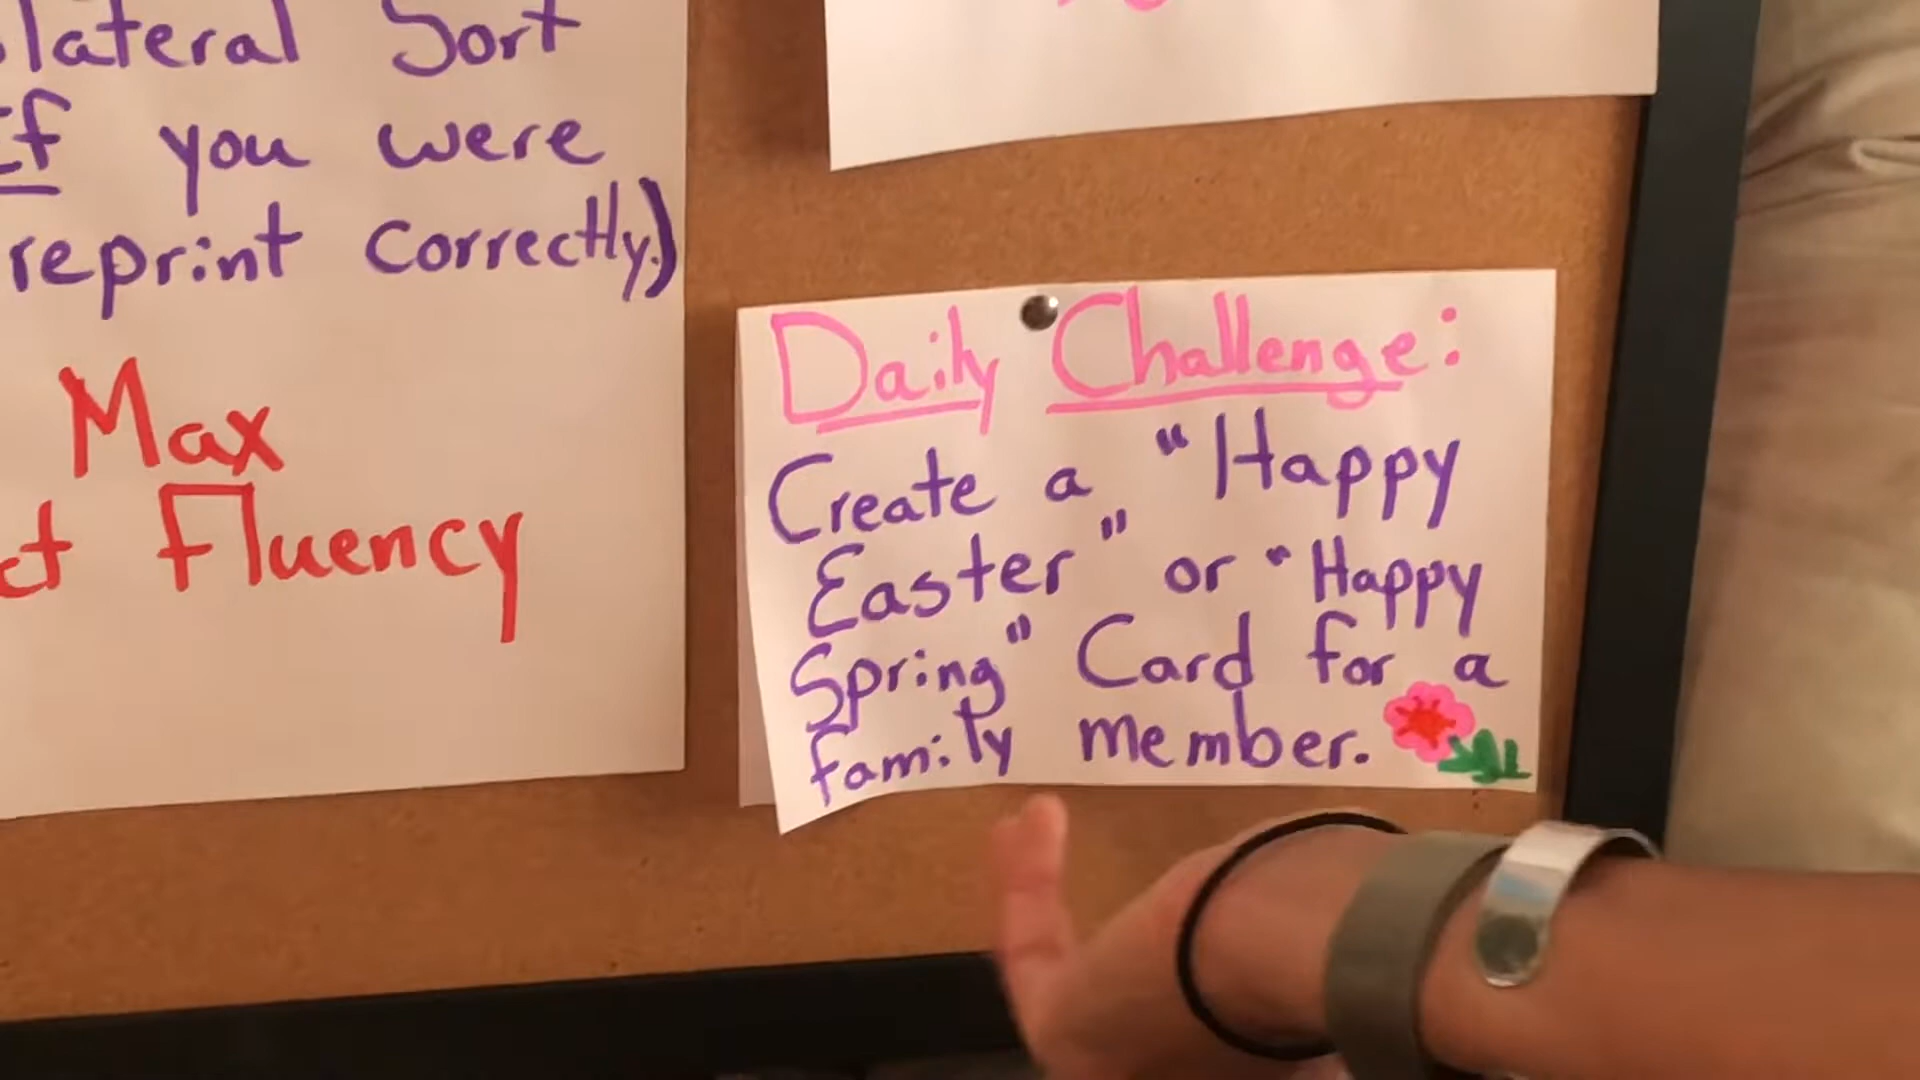 lateral Sort
If you were
reprint correctly.)
Max
Fluency
Daily Challenge:
Create a "Happy
Easter" or "Happy
Spring" Card for a
family member.